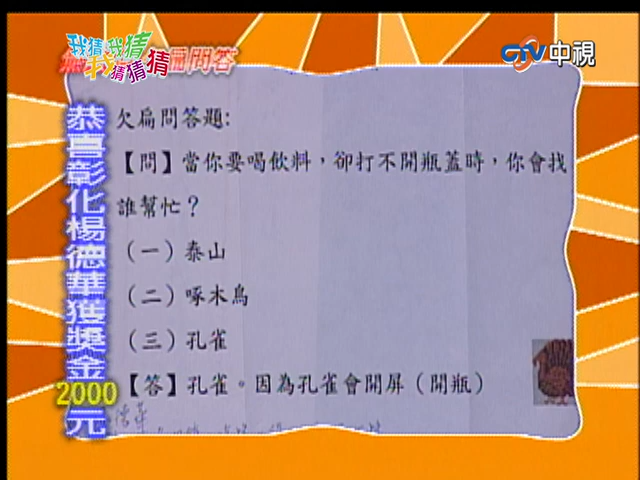 我猜我猜我猜猜猜
問答
CTV中視
恭喜彰化楊德華獲獎金2000元
欠扁問答題:
【問】當你要喝飲料，卻打不開瓶蓋時，你會找
誰幫忙？
（一）泰山
（二）啄木鳥
（三）孔雀
【答】孔雀。因為孔雀會開屏（開瓶）